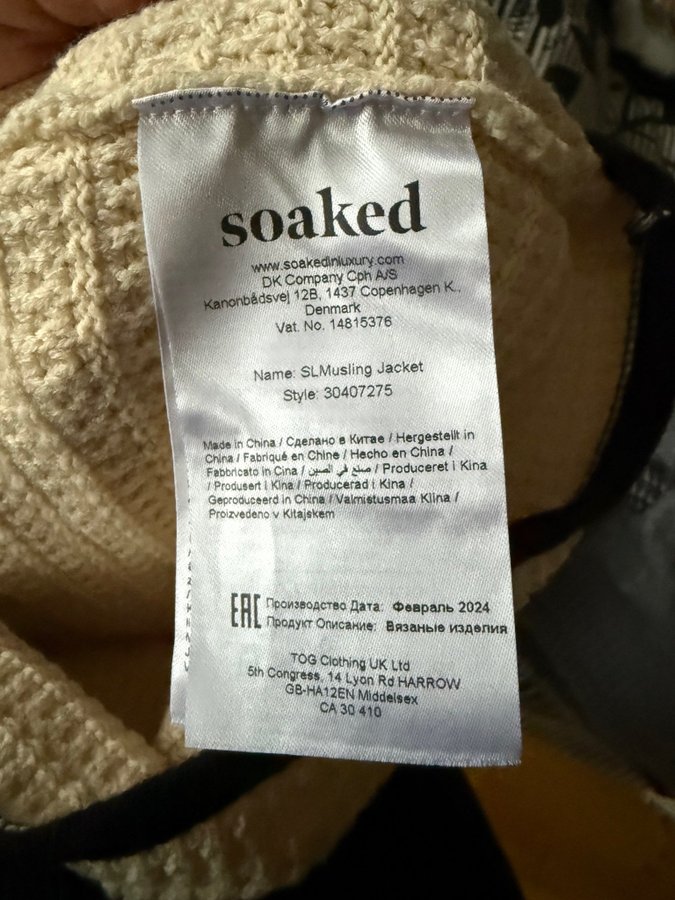 soaked
www.soakedinluxury.com
DK Company Cph A/S
Kanonbådsvej 12B, 1437 Copenhagen K.,
Denmark
Vat. No. 14815376
Name: SLMusling Jacket
Style: 30407275
Made in China / Сделано в Китае / Hergestellt in
China / Fabriqué en Chine / Hecho en China /
Fabbricato in Cina / صنع في الصين / Produceret i Kina
/ Produsert i Kina / Producerad i Kina /
Geproduceerd in China / Valmistusmaa Kiina /
Proizvedeno v Kitajskem
EAC Производство Дата: Февраль 2024
Продукт Описание: Вязаные изделия
TOG Clothing UK Ltd
5th Congress, 14 Lyon Rd HARROW
GB-HA12EN Middelsex
CA 30 410